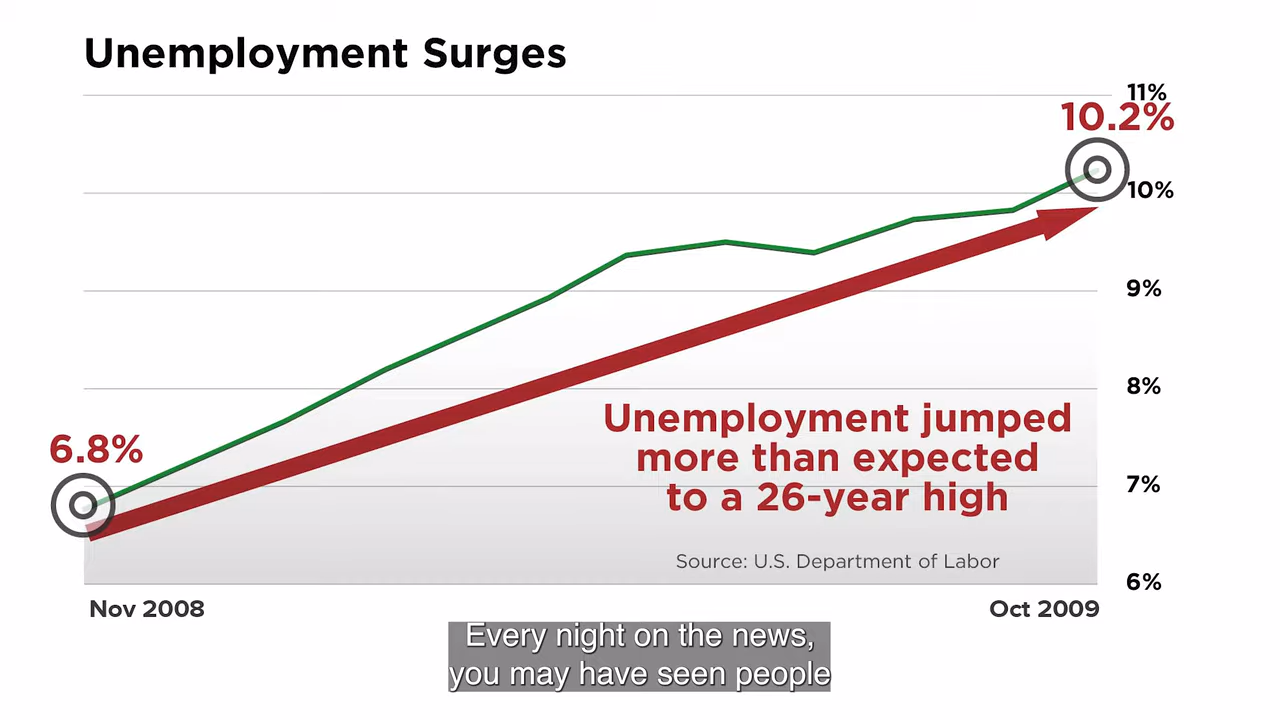 Unemployment Surges
11%
10.2%
10%
9%
8%
6.8%
Unemployment jumped
more than expected
to a 26-year high
7%
Source: U.S. Department of Labor
6%
Nov 2008
Oct 2009
Every night on the news,
you may have seen people